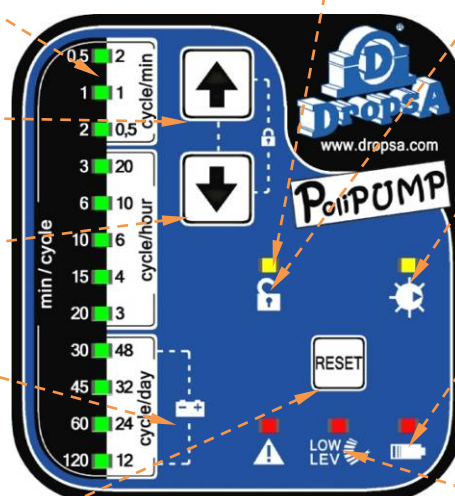 0,5 2
1 1
2 0,5
cycle/min
3 20
6 10
10 6
15 4
20 3
cycle/hour
30 48
45 32
60 24
120 12
cycle/day
min / cycle
D
DROPSA
www.dropsa.com
PoliPUMP
RESET
LOW
LEV